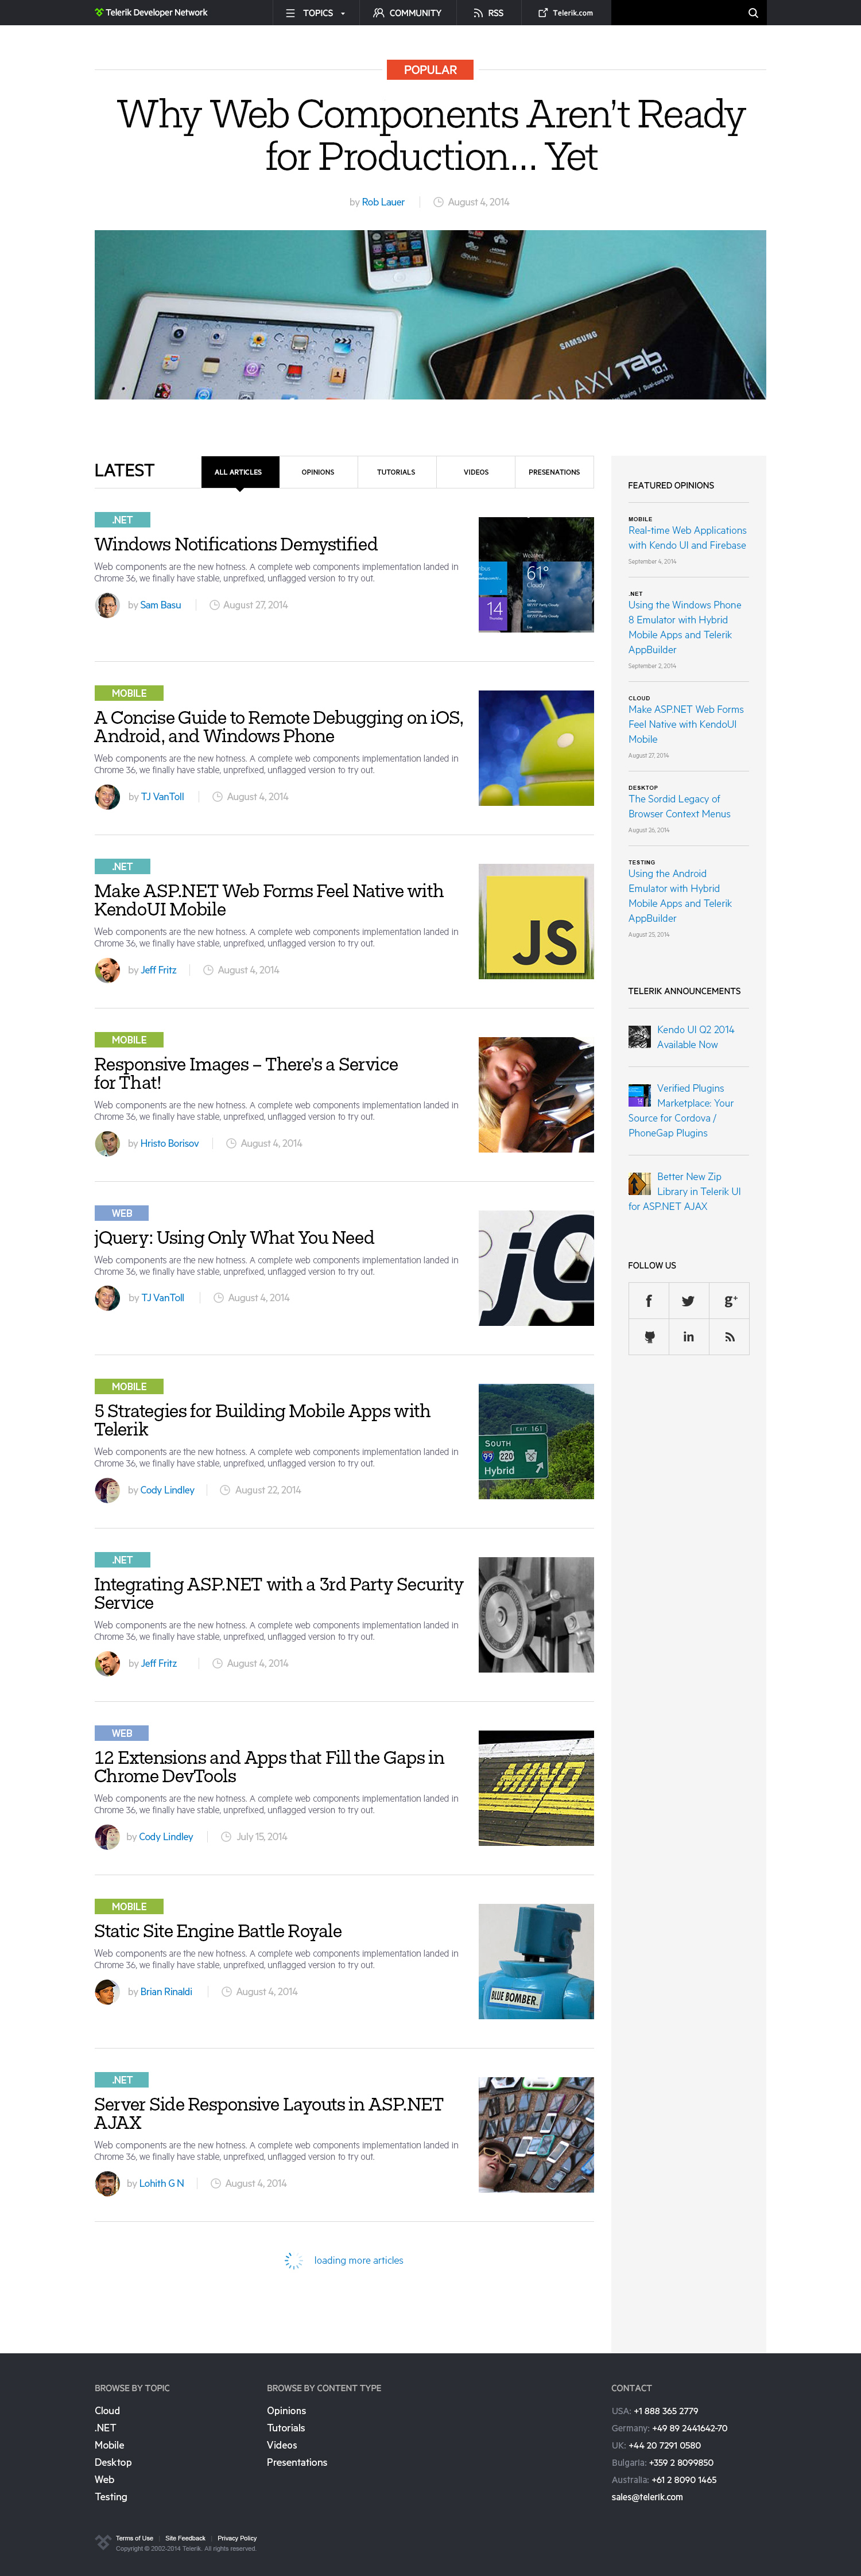 Telerik Developer Network
TOPICS
COMMUNITY
RSS
Telerik.com
POPULAR
Why Web Components Aren't Ready
for Production... Yet
by Rob Lauer
August 4, 2014
SAMSUNG
GALAXY Tab
10.1
LATEST
ALL ARTICLES
OPINIONS
TUTORIALS
VIDEOS
PRESENATIONS
.NET
Windows Notifications Demystified
Web components are the new hotness. A complete web components implementation landed in
Chrome 36, we finally have stable, unprefixed, unflagged version to try out.
by Sam Basu
August 27, 2014
61°
Cloudy
14
MOBILE
A Concise Guide to Remote Debugging on iOS,
Android, and Windows Phone
Web components are the new hotness. A complete web components implementation landed in
Chrome 36, we finally have stable, unprefixed, unflagged version to try out.
by TJ VanToll
August 4, 2014
.NET
Make ASP.NET Web Forms Feel Native with
KendoUI Mobile
Web components are the new hotness. A complete web components implementation landed in
Chrome 36, we finally have stable, unprefixed, unflagged version to try out.
by Jeff Fritz
August 4, 2014
JS
MOBILE
Responsive Images – There's a Service
for That!
Web components are the new hotness. A complete web components implementation landed in
Chrome 36, we finally have stable, unprefixed, unflagged version to try out.
by Hristo Borisov
August 4, 2014
WEB
jQuery: Using Only What You Need
Web components are the new hotness. A complete web components implementation landed in
Chrome 36, we finally have stable, unprefixed, unflagged version to try out.
by TJ VanToll
August 4, 2014
jQ
MOBILE
5 Strategies for Building Mobile Apps with
Telerik
Web components are the new hotness. A complete web components implementation landed in
Chrome 36, we finally have stable, unprefixed, unflagged version to try out.
by Cody Lindley
August 22, 2014
EXIT 161
SOUTH
99 220
Hybrid
.NET
Integrating ASP.NET with a 3rd Party Security
Service
Web components are the new hotness. A complete web components implementation landed in
Chrome 36, we finally have stable, unprefixed, unflagged version to try out.
by Jeff Fritz
August 4, 2014
WEB
12 Extensions and Apps that Fill the Gaps in
Chrome DevTools
Web components are the new hotness. A complete web components implementation landed in
Chrome 36, we finally have stable, unprefixed, unflagged version to try out.
by Cody Lindley
July 15, 2014
MIND
MOBILE
Static Site Engine Battle Royale
Web components are the new hotness. A complete web components implementation landed in
Chrome 36, we finally have stable, unprefixed, unflagged version to try out.
by Brian Rinaldi
August 4, 2014
BLUE BOMBER.
.NET
Server Side Responsive Layouts in ASP.NET
AJAX
Web components are the new hotness. A complete web components implementation landed in
Chrome 36, we finally have stable, unprefixed, unflagged version to try out.
by Lohith G N
August 4, 2014
loading more articles
FEATURED OPINIONS
MOBILE
Real-time Web Applications
with Kendo UI and Firebase
September 4, 2014
.NET
Using the Windows Phone
8 Emulator with Hybrid
Mobile Apps and Telerik
AppBuilder
September 2, 2014
CLOUD
Make ASP.NET Web Forms
Feel Native with KendoUI
Mobile
August 27, 2014
DESKTOP
The Sordid Legacy of
Browser Context Menus
August 26, 2014
TESTING
Using the Android
Emulator with Hybrid
Mobile Apps and Telerik
AppBuilder
August 25, 2014
TELERIK ANNOUNCEMENTS
Kendo UI Q2 2014
Available Now
Verified Plugins
Marketplace: Your
Source for Cordova /
PhoneGap Plugins
Better New Zip
Library in Telerik UI
for ASP.NET AJAX
FOLLOW US
BROWSE BY TOPIC
Cloud
.NET
Mobile
Desktop
Web
Testing
BROWSE BY CONTENT TYPE
Opinions
Tutorials
Videos
Presentations
CONTACT
USA: +1 888 365 2779
Germany: +49 89 2441642-70
UK: +44 20 7291 0580
Bulgaria: +359 2 8099850
Australia: +61 2 8090 1465
sales@telerik.com
Terms of Use | Site Feedback | Privacy Policy
Copyright © 2002-2014 Telerik. All rights reserved.